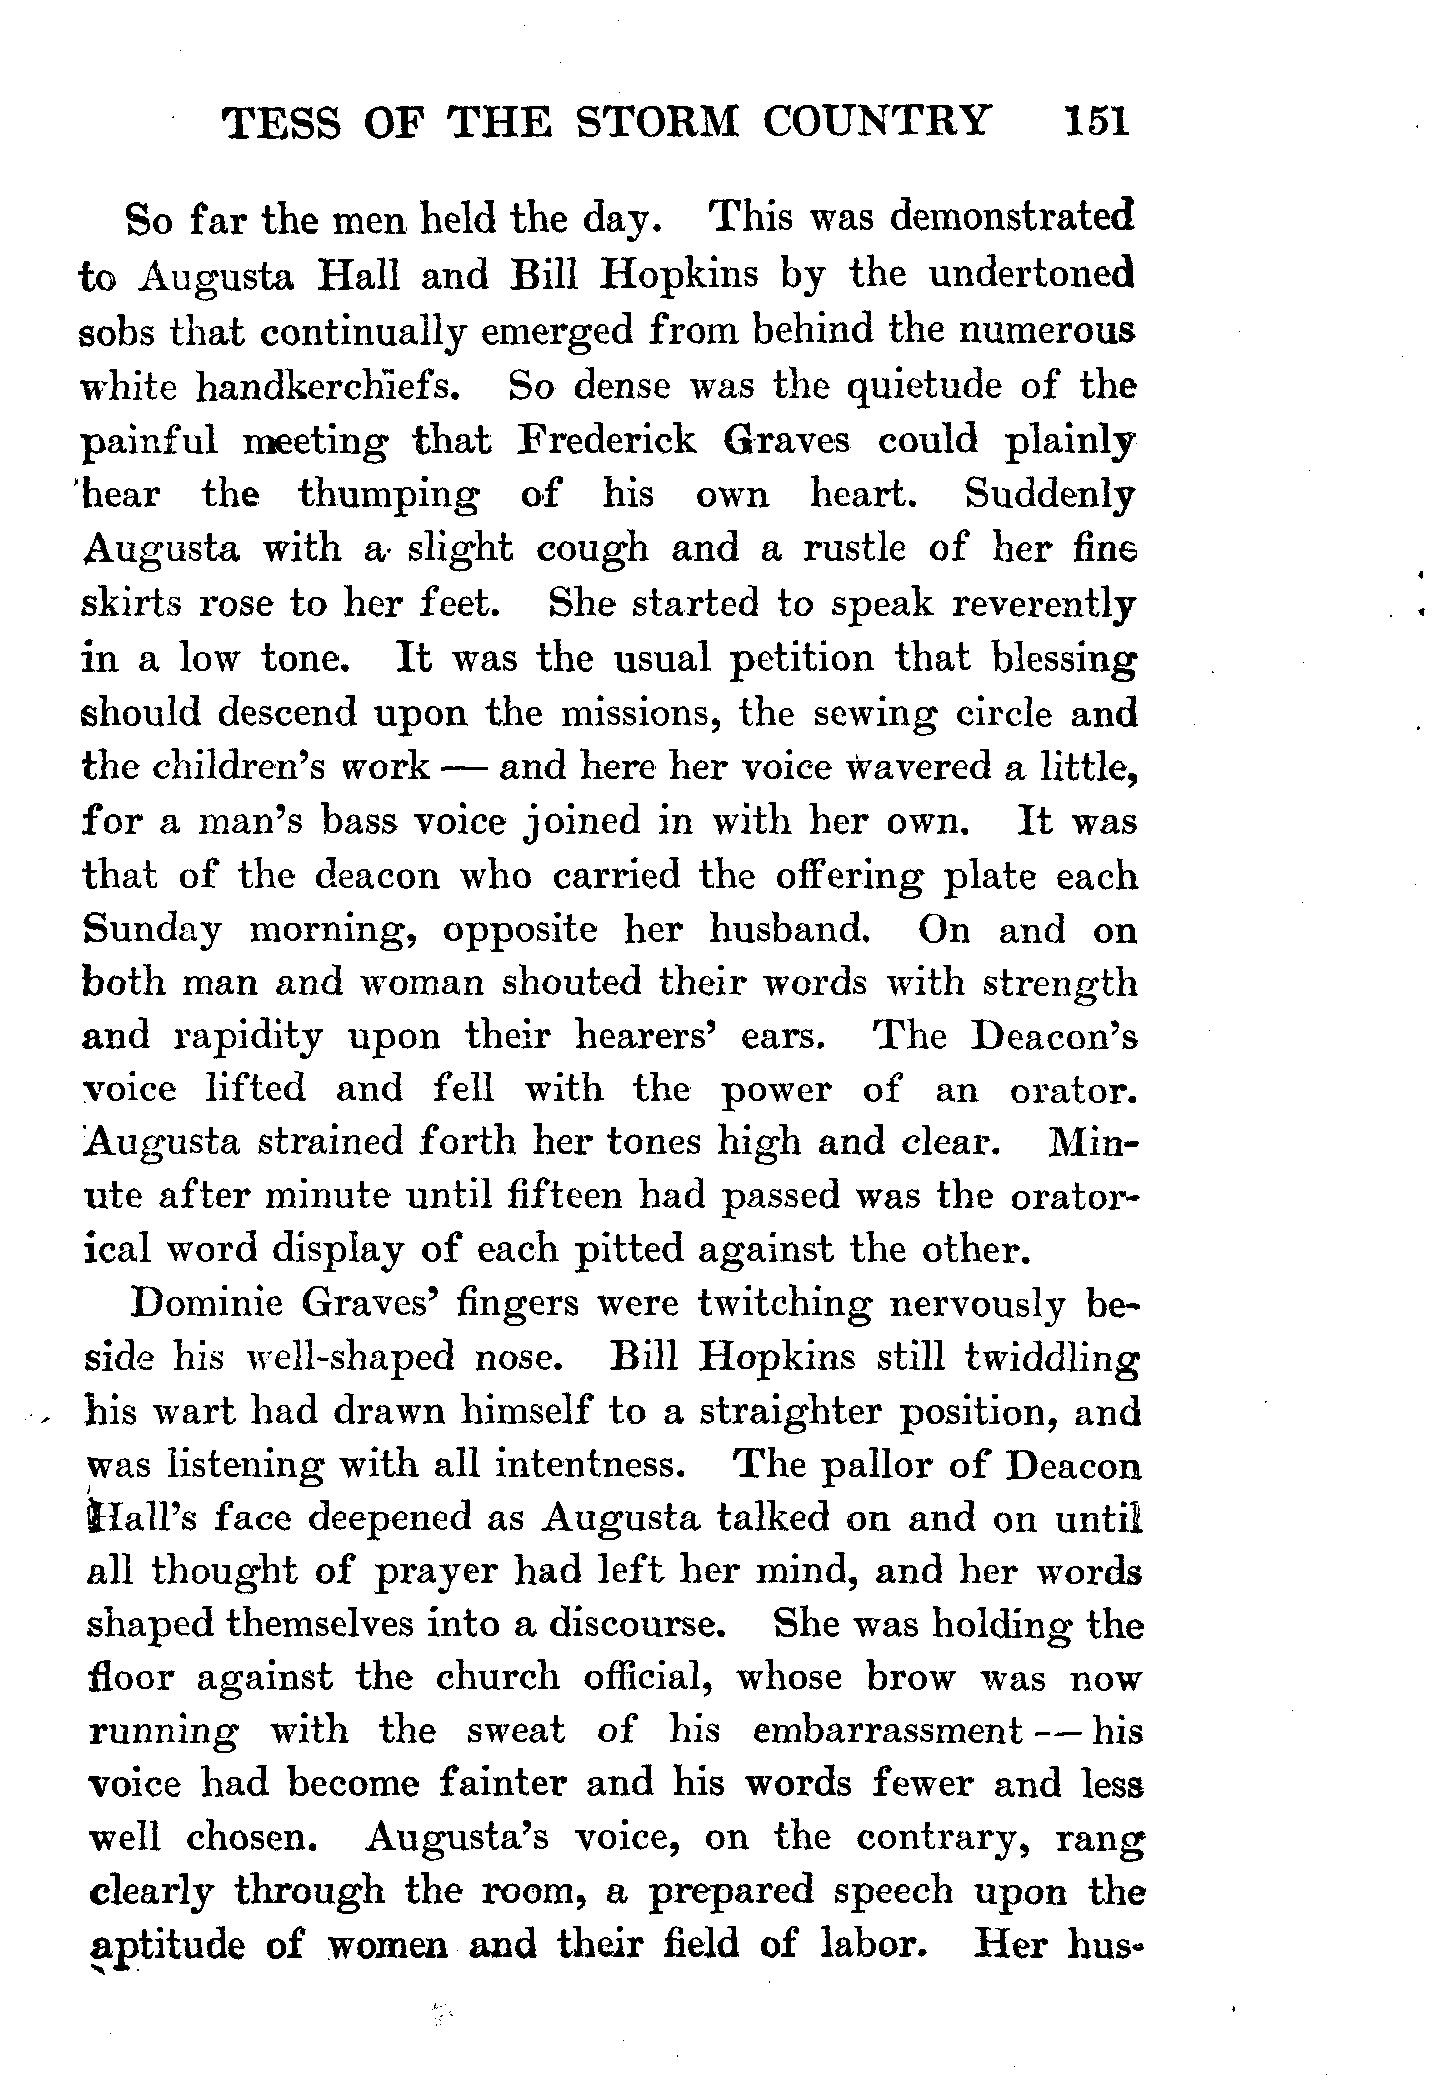 TESS OF THE STORM COUNTRY 151
So far the men held the day. This was demonstrated
to Augusta Hall and Bill Hopkins by the undertoned
sobs that continually emerged from behind the numerous
white handkerchiefs. So dense was the quietude of the
painful meeting that Frederick Graves could plainly
hear the thumping of his own heart. Suddenly
Augusta with a slight cough and a rustle of her fine
skirts rose to her feet. She started to speak reverently
in a low tone. It was the usual petition that blessing
should descend upon the missions, the sewing circle and
the children's work — and here her voice wavered a little,
for a man's bass voice joined in with her own. It was
that of the deacon who carried the offering plate each
Sunday morning, opposite her husband. On and on
both man and woman shouted their words with strength
and rapidity upon their hearers' ears. The Deacon's
voice lifted and fell with the power of an orator.
Augusta strained forth her tones high and clear. Min-
ute after minute until fifteen had passed was the orator-
ical word display of each pitted against the other.
Dominie Graves' fingers were twitching nervously be-
side his well-shaped nose. Bill Hopkins still twiddling
his wart had drawn himself to a straighter position, and
was listening with all intentness. The pallor of Deacon
Hall's face deepened as Augusta talked on and on until
all thought of prayer had left her mind, and her words
shaped themselves into a discourse. She was holding the
floor against the church official, whose brow was now
running with the sweat of his embarrassment — his
voice had become fainter and his words fewer and less
well chosen. Augusta's voice, on the contrary, rang
clearly through the room, a prepared speech upon the
aptitude of women and their field of labor. Her hus-